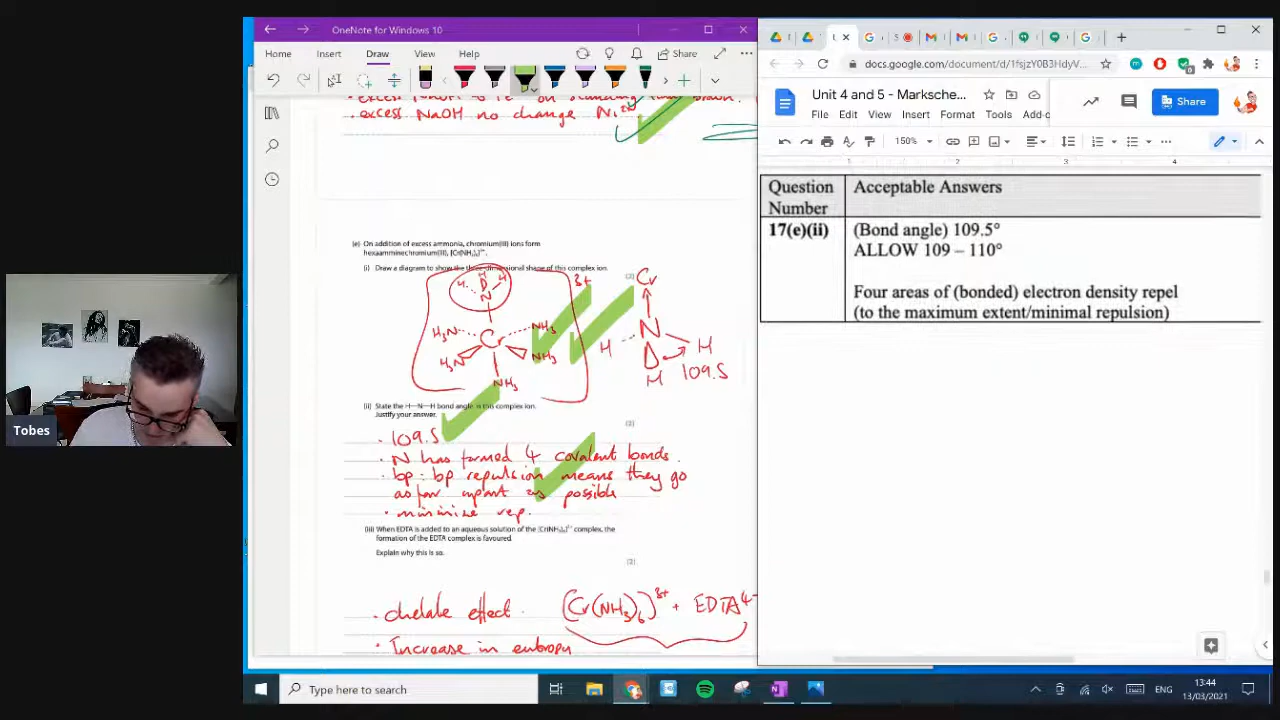 OneNote for Windows 10
Home Insert Draw View Help Share
excess NaOH no change Ni2+
(e) On addition of excess ammonia, chromium(III) ions form
hexaamminechromium(III), [Cr(NH3)6]3+.
(i) Draw a diagram to show the three-dimensional shape of this complex ion.
(2)
H H H
N
3+
H3N NH3
Cr
H3N NH3
NH3
Cr
N
H H
H 109.5
(ii) State the H—N—H bond angle in this complex ion.
Justify your answer.
(2)
· 109.5
· N has formed 4 covalent bonds.
· bp : bp repulsion means they go
as far apart as possible
· minimize rep.
(iii) When EDTA is added to an aqueous solution of the [Cr(NH3)6]3+ complex, the
formation of the EDTA complex is favoured.
Explain why this is so.
(2)
· chelate effect. (Cr(NH3)6)3+ + EDTA4-
· Increase in entropy
Tobes
docs.google.com/document/d/1fsjzY0B3HdyV...
Unit 4 and 5 - Marksche...
File Edit View Insert Format Tools Add-o
Share
150%
1 2 3 4
Question Number
Acceptable Answers
17(e)(ii)
(Bond angle) 109.5°
ALLOW 109 – 110°
Four areas of (bonded) electron density repel
(to the maximum extent/minimal repulsion)
Type here to search
ENG
13:44
13/03/2021